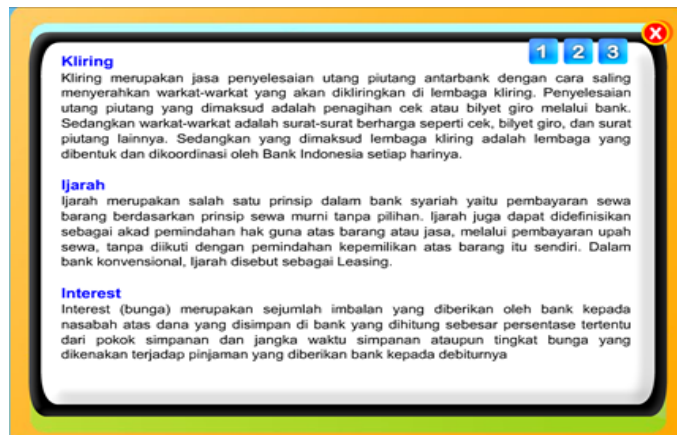 1 2 3
Kliring
Kliring merupakan jasa penyelesaian utang piutang antarbank dengan cara saling
menyerahkan warkat-warkat yang akan dikliringkan di lembaga kliring. Penyelesaian
utang piutang yang dimaksud adalah penagihan cek atau bilyet giro melalui bank.
Sedangkan warkat-warkat adalah surat-surat berharga seperti cek, bilyet giro, dan surat
piutang lainnya. Sedangkan yang dimaksud lembaga kliring adalah lembaga yang
dibentuk dan dikoordinasi oleh Bank Indonesia setiap harinya.
Ijarah
Ijarah merupakan salah satu prinsip dalam bank syariah yaitu pembayaran sewa
barang berdasarkan prinsip sewa murni tanpa pilihan. Ijarah juga dapat didefinisikan
sebagai akad pemindahan hak guna atas barang atau jasa, melalui pembayaran upah
sewa, tanpa diikuti dengan pemindahan kepemilikan atas barang itu sendiri. Dalam
bank konvensional, Ijarah disebut sebagai Leasing.
Interest
Interest (bunga) merupakan sejumlah imbalan yang diberikan oleh bank kepada
nasabah atas dana yang disimpan di bank yang dihitung sebesar persentase tertentu
dari pokok simpanan dan jangka waktu simpanan ataupun tingkat bunga yang
dikenakan terjadap pinjaman yang diberikan bank kepada debiturnya